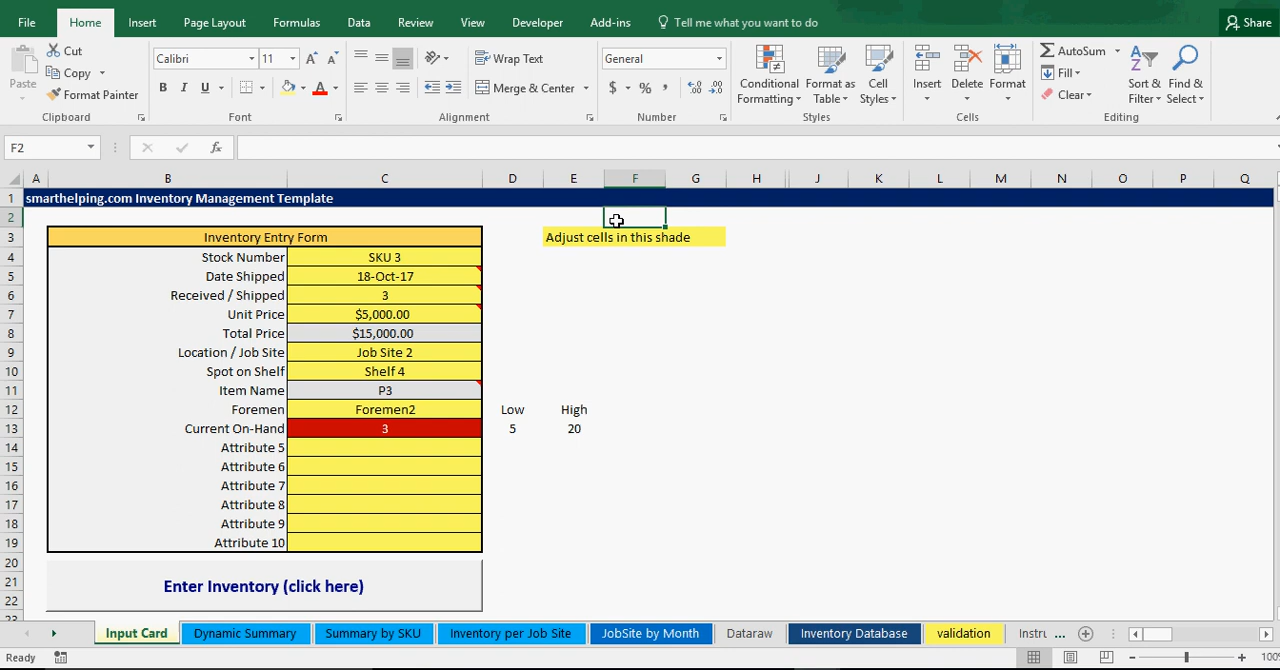 File Home Insert Page Layout Formulas Data Review View Developer Add-ins Tell me what you want to do Share
Paste Cut Copy Format Painter Clipboard
Calibri 11 A A B I U A Font
Wrap Text Merge & Center Alignment
General $ % , Number
Conditional Formatting Format as Table Cell Styles Styles
Insert Delete Format Cells
AutoSum Fill Clear Sort & Filter Find & Select Editing
F2 fx
A B C D E F G H J K L M N O P Q
1 smarthelping.com Inventory Management Template
2
3 Inventory Entry Form Adjust cells in this shade
4 Stock Number SKU 3
5 Date Shipped 18-Oct-17
6 Received / Shipped 3
7 Unit Price $5,000.00
8 Total Price $15,000.00
9 Location / Job Site Job Site 2
10 Spot on Shelf Shelf 4
11 Item Name P3
12 Foremen Foremen2 Low High
13 Current On-Hand 3 5 20
14 Attribute 5
15 Attribute 6
16 Attribute 7
17 Attribute 8
18 Attribute 9
19 Attribute 10
20
21 Enter Inventory (click here)
22
23
Input Card Dynamic Summary Summary by SKU Inventory per Job Site JobSite by Month Dataraw Inventory Database validation Instru ...
Ready 100%